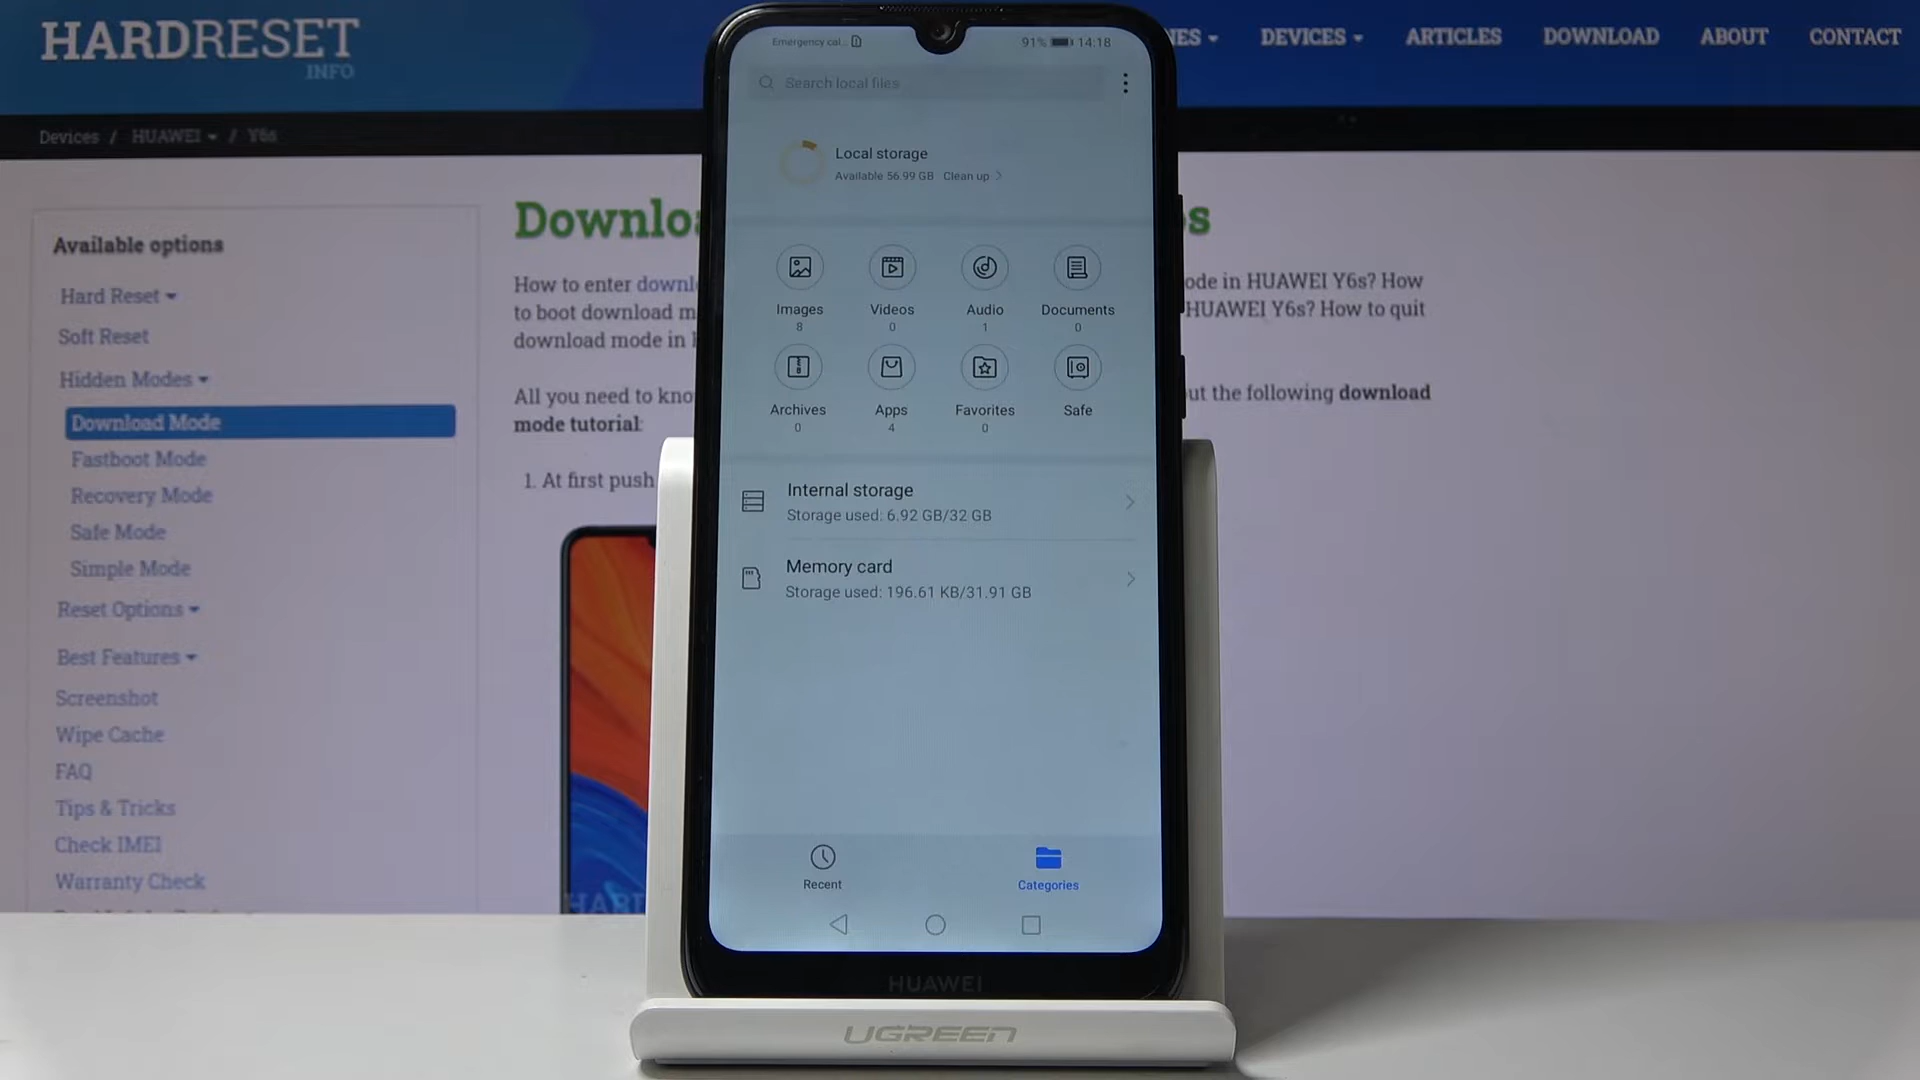 HARDRESET
INFO
NES
DEVICES
ARTICLES
DOWNLOAD
ABOUT
CONTACT
Devices / HUAWEI / Y6s
Available options
Hard Reset
Soft Reset
Hidden Modes
Download Mode
Fastboot Mode
Recovery Mode
Safe Mode
Simple Mode
Reset Options
Best Features
Screenshot
Wipe Cache
FAQ
Tips & Tricks
Check IMEI
Warranty Check
Downlo
s
How to enter downl
ode in HUAWEI Y6s? How
to boot download m
HUAWEI Y6s? How to quit
download mode in
All you need to kno
ut the following download
mode tutorial:
1. At first push
HARD
Emergency cal...
91% 14:18
Search local files
Local storage
Available 56.99 GB Clean up >
Images
8
Videos
0
Audio
1
Documents
0
Archives
0
Apps
4
Favorites
0
Safe
Internal storage
Storage used: 6.92 GB/32 GB
Memory card
Storage used: 196.61 KB/31.91 GB
Recent
Categories
HUAWEI
UGREEN